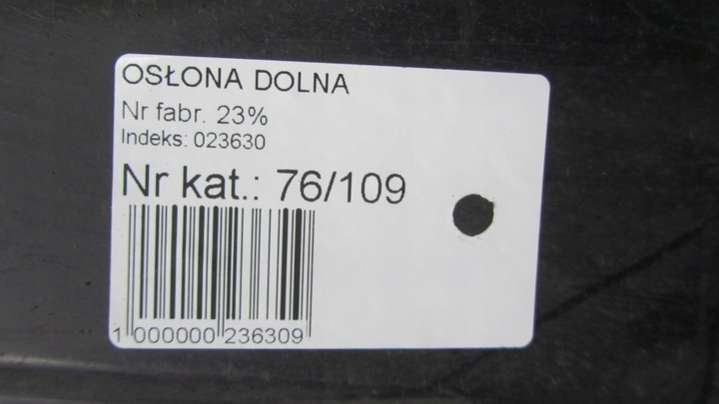 OSŁONA DOLNA
Nr fabr. 23%
Indeks: 023630
Nr kat.: 76/109
1 000000 236309